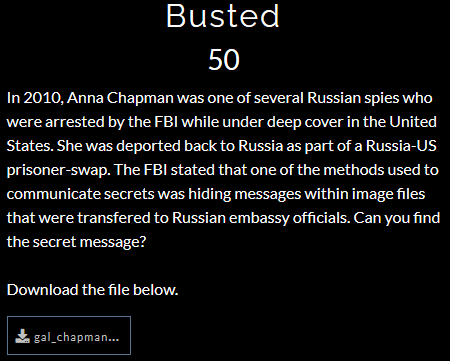 Busted
50
In 2010, Anna Chapman was one of several Russian spies who
were arrested by the FBI while under deep cover in the United
States. She was deported back to Russia as part of a Russia-US
prisoner-swap. The FBI stated that one of the methods used to
communicate secrets was hiding messages within image files
that were transfered to Russian embassy officials. Can you find
the secret message?
Download the file below.
gal_chapman...